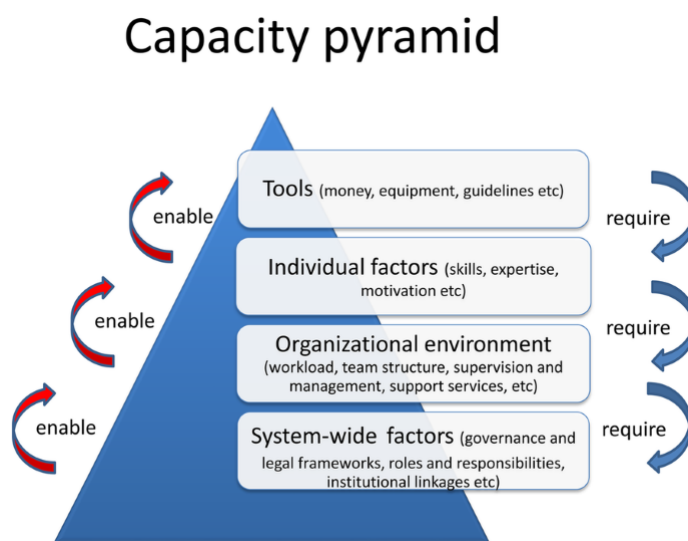 Capacity pyramid
Tools (money, equipment, guidelines etc)
enable
require
Individual factors (skills, expertise,
motivation etc)
enable
require
Organizational environment
(workload, team structure, supervision and
management, support services, etc)
enable
require
System-wide factors (governance and
legal frameworks, roles and responsibilities,
institutional linkages etc)